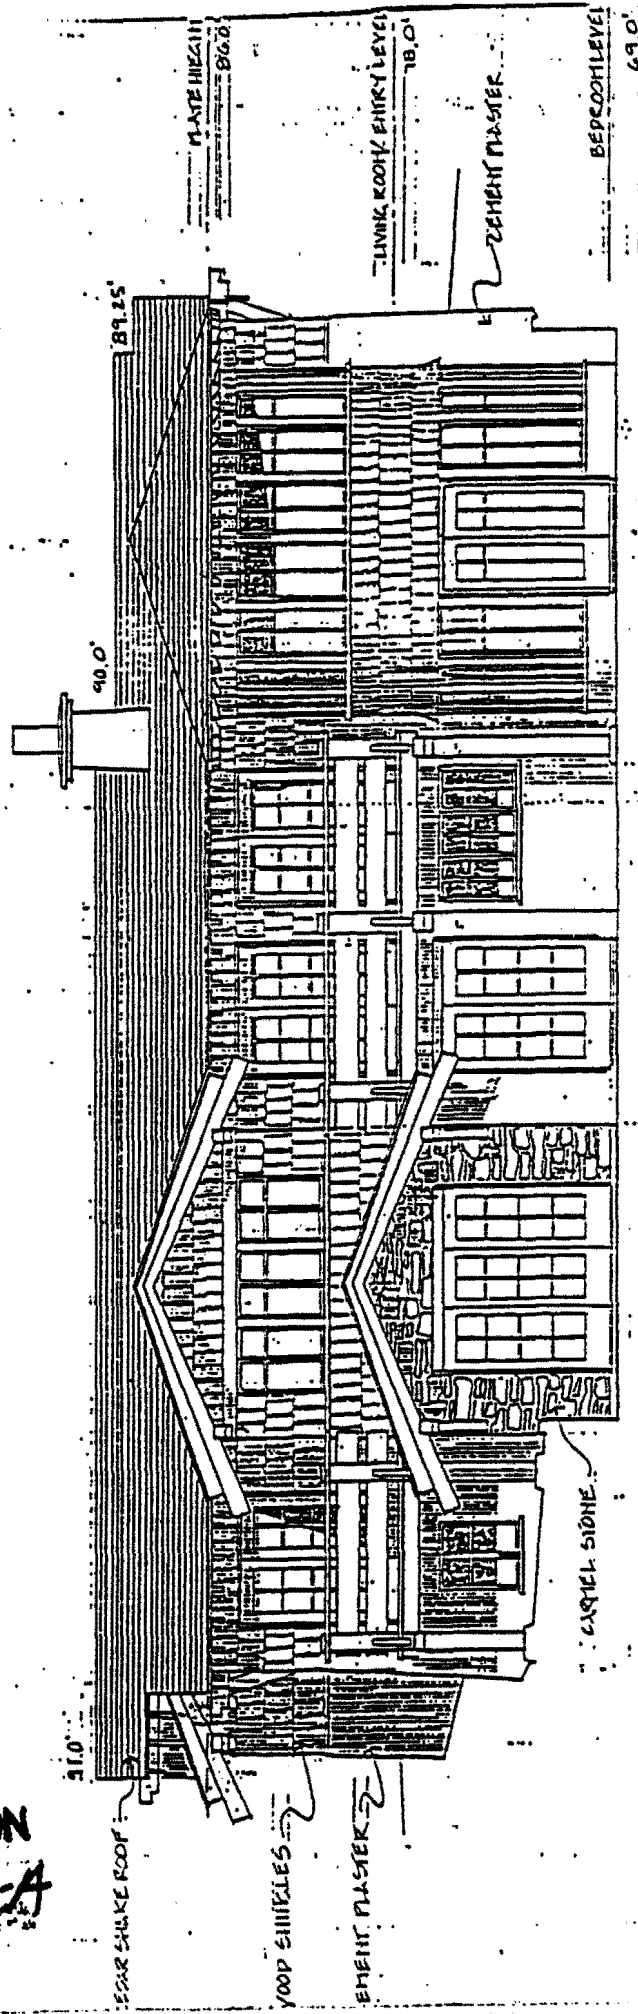 PLATE HIEGHT
86.0'
LIVING ROOM/ ENTRY LEVEL
78.0'
CEMENT PLASTER
BEDROOM LEVEL
69.0'
89.25'
90.0'
91.0'
ROOF
WOOD SHINGLES
CEMENT PLASTER
CARMEL STONE